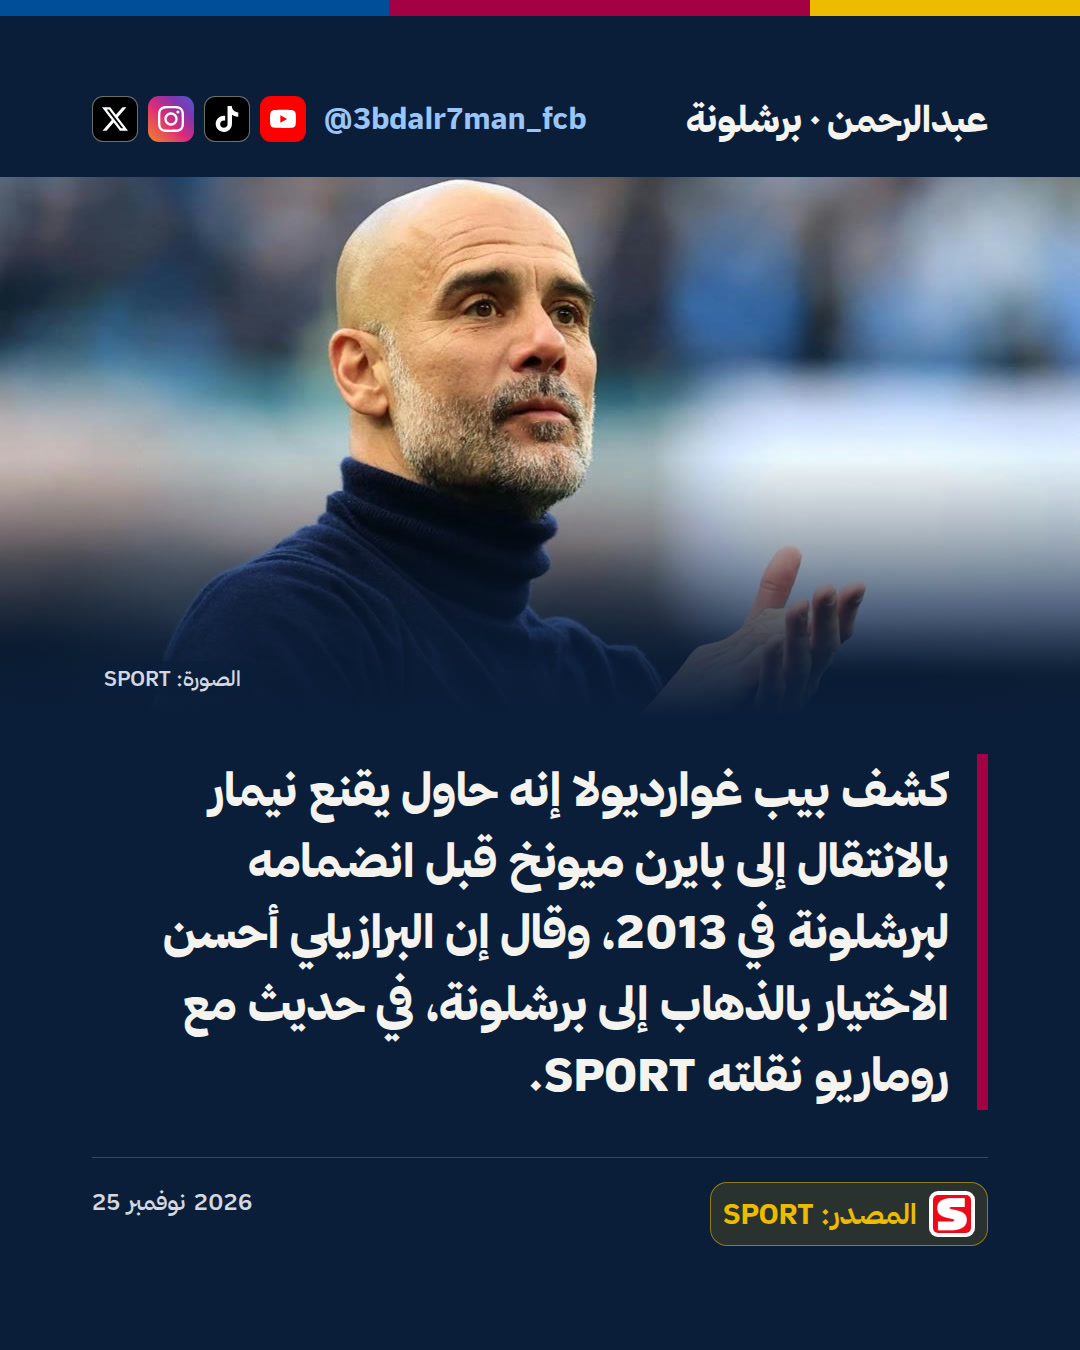 عبدالرحمن · برشلونة
@3bdalr7man_fcb
الصورة: SPORT
كشف بيب غوارديولا إنه حاول يقنع نيمار
بالانتقال إلى بايرن ميونخ قبل انضمامه
لبرشلونة في 2013، وقال إن البرازيلي أحسن
الاختيار بالذهاب إلى برشلونة، في حديث مع
روماريو نقلته SPORT.
المصدر: SPORT
25 نوفمبر 2026